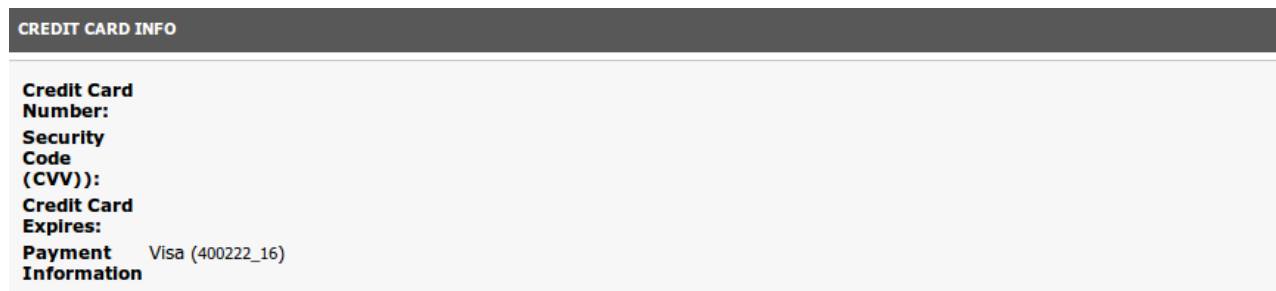 CREDIT CARD INFO
Credit Card
Number:
Security
Code
(CVV)):
Credit Card
Expires:
Payment Visa (400222_16)
Information